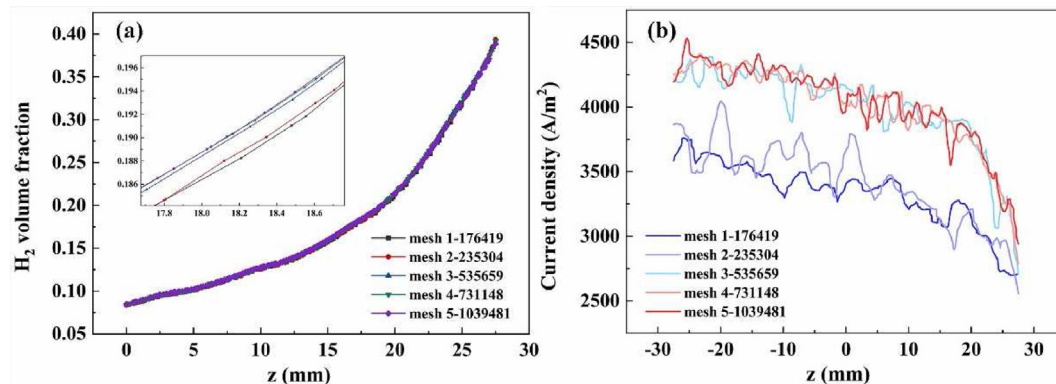 (a)
H₂ volume fraction
0.40
0.35
0.30
0.25
0.20
0.15
0.10
0.05
0.196
0.194
0.192
0.190
0.188
0.186
17.8 18.0 18.2 18.4 18.6
mesh 1-176419
mesh 2-235304
mesh 3-535659
mesh 4-731148
mesh 5-1039481
0 5 10 15 20 25 30
z (mm)
(b)
Current density (A/m²)
4500
4000
3500
3000
2500
mesh 1-176419
mesh 2-235304
mesh 3-535659
mesh 4-731148
mesh 5-1039481
-30 -20 -10 0 10 20 30
z (mm)